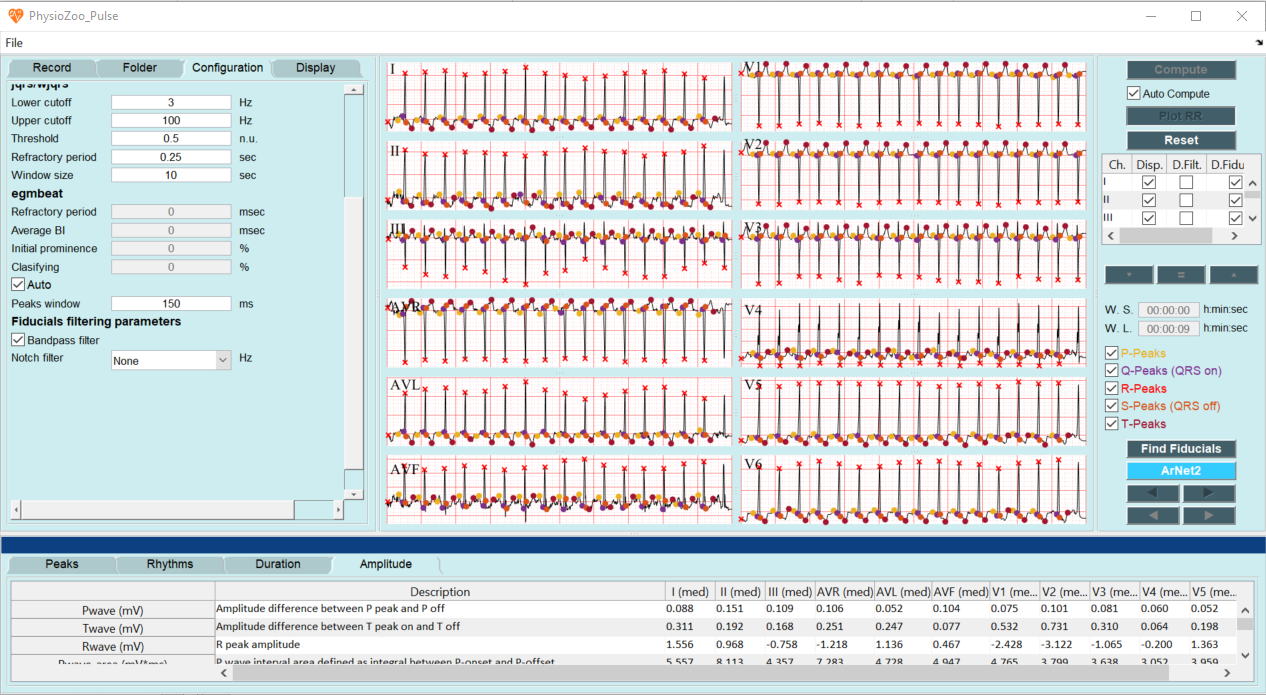 PhysioZoo_Pulse
File
Record Folder Configuration Display
jqrs/wjqrs
Lower cutoff 3 Hz
Upper cutoff 100 Hz
Threshold 0.5 n.u.
Refractory period 0.25 sec
Window size 10 sec
egmbeat
Refractory period 0 msec
Average BI 0 msec
Initial prominence 0 %
Clasifying 0 %
Auto
Peaks window 150 ms
Fiducials filtering parameters
Bandpass filter
Notch filter None Hz
I
II
III
AVR
AVL
AVF
V1
V2
V3
V4
V5
V6
Compute
Auto Compute
Plot RR
Reset
Ch. Disp. D.Filt. D.Fidu
I
II
III
=
W. S. 00:00:00 h:min:sec
W. L. 00:00:09 h:min:sec
P-Peaks
Q-Peaks (QRS on)
R-Peaks
S-Peaks (QRS off)
T-Peaks
Find Fiducials
ArNet2
Peaks Rhythms Duration Amplitude
Description I (med) II (med) III (med) AVR (med) AVL (med) AVF (med) V1 (me... V2 (me... V3 (me... V4 (me... V5 (me...
Pwave (mV) Amplitude difference between P peak and P off 0.088 0.151 0.109 0.106 0.052 0.104 0.075 0.101 0.081 0.060 0.052
Twave (mV) Amplitude difference between T peak on and T off 0.311 0.192 0.168 0.251 0.247 0.077 0.532 0.731 0.310 0.064 0.198
Rwave (mV) R peak amplitude 1.556 0.968 -0.758 -1.218 1.136 0.467 -2.428 -3.122 -1.065 -0.200 1.363
Pwave-area (mV*ms) P wave interval area defined as integral between P-onset and P-offset 5.557 8.113 4.357 7.283 4.728 4.947 4.765 3.799 3.638 3.052 3.959